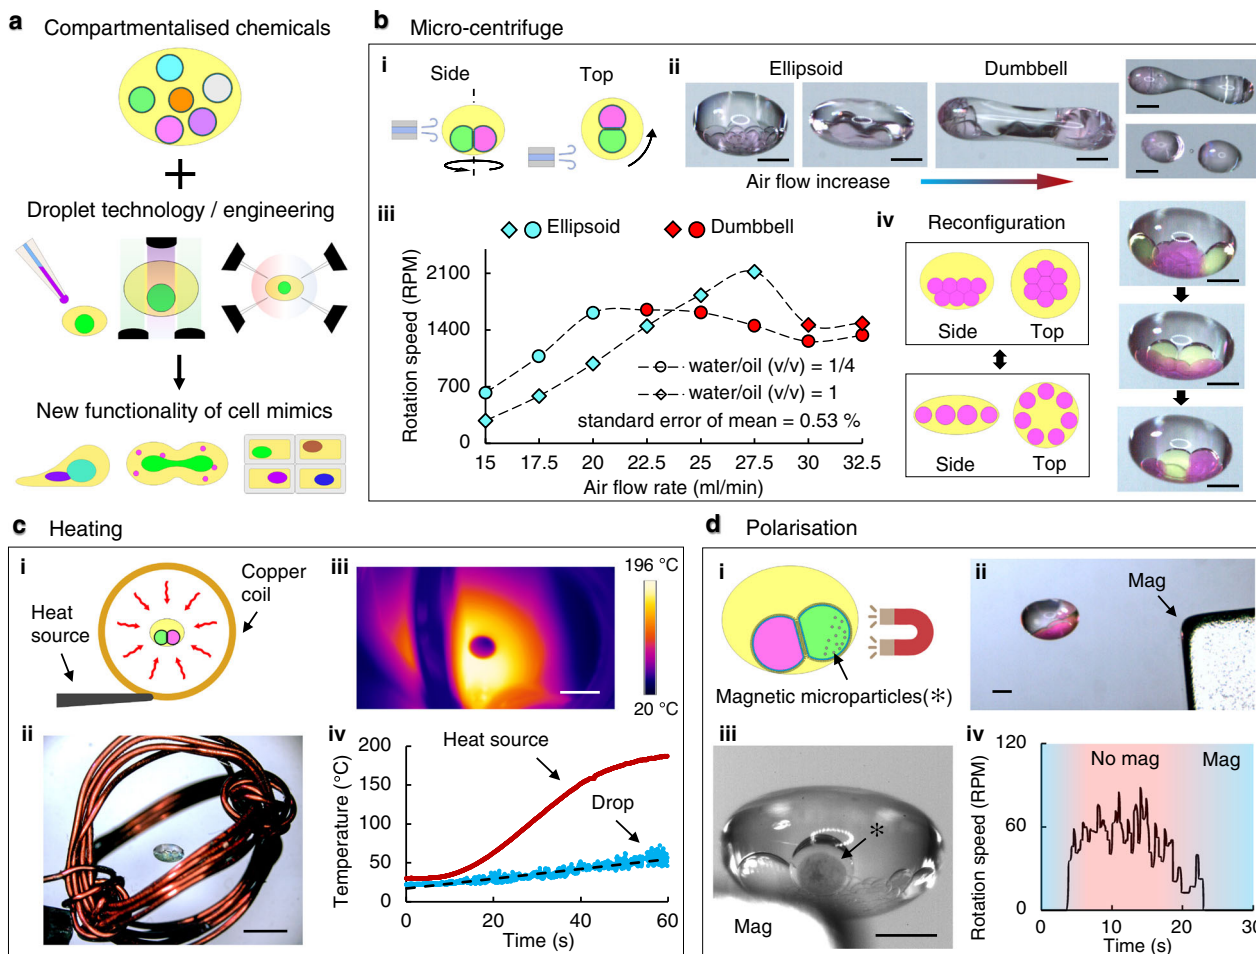 a
Compartmentalised chemicals
+
Droplet technology / engineering
New functionality of cell mimics
b
Micro-centrifuge
i
Side
Top
ii
Ellipsoid
Dumbbell
Air flow increase
iii
Ellipsoid
Dumbbell
Rotation speed (RPM)
2100
1400
700
0
water/oil (v/v) = 1/4
water/oil (v/v) = 1
standard error of mean = 0.53 %
15
17.5
20
22.5
25
27.5
30
32.5
Air flow rate (ml/min)
iv
Reconfiguration
Side
Top
Side
Top
c
Heating
i
Heat
source
Copper
coil
ii
iii
196 °C
20 °C
iv
Temperature (°C)
200
150
100
50
0
Heat source
Drop
0
20
40
60
Time (s)
d
Polarisation
i
Magnetic microparticles(*)
ii
Mag
iii
*
Mag
iv
Rotation speed (RPM)
120
60
0
No mag
Mag
0
10
20
30
Time (s)